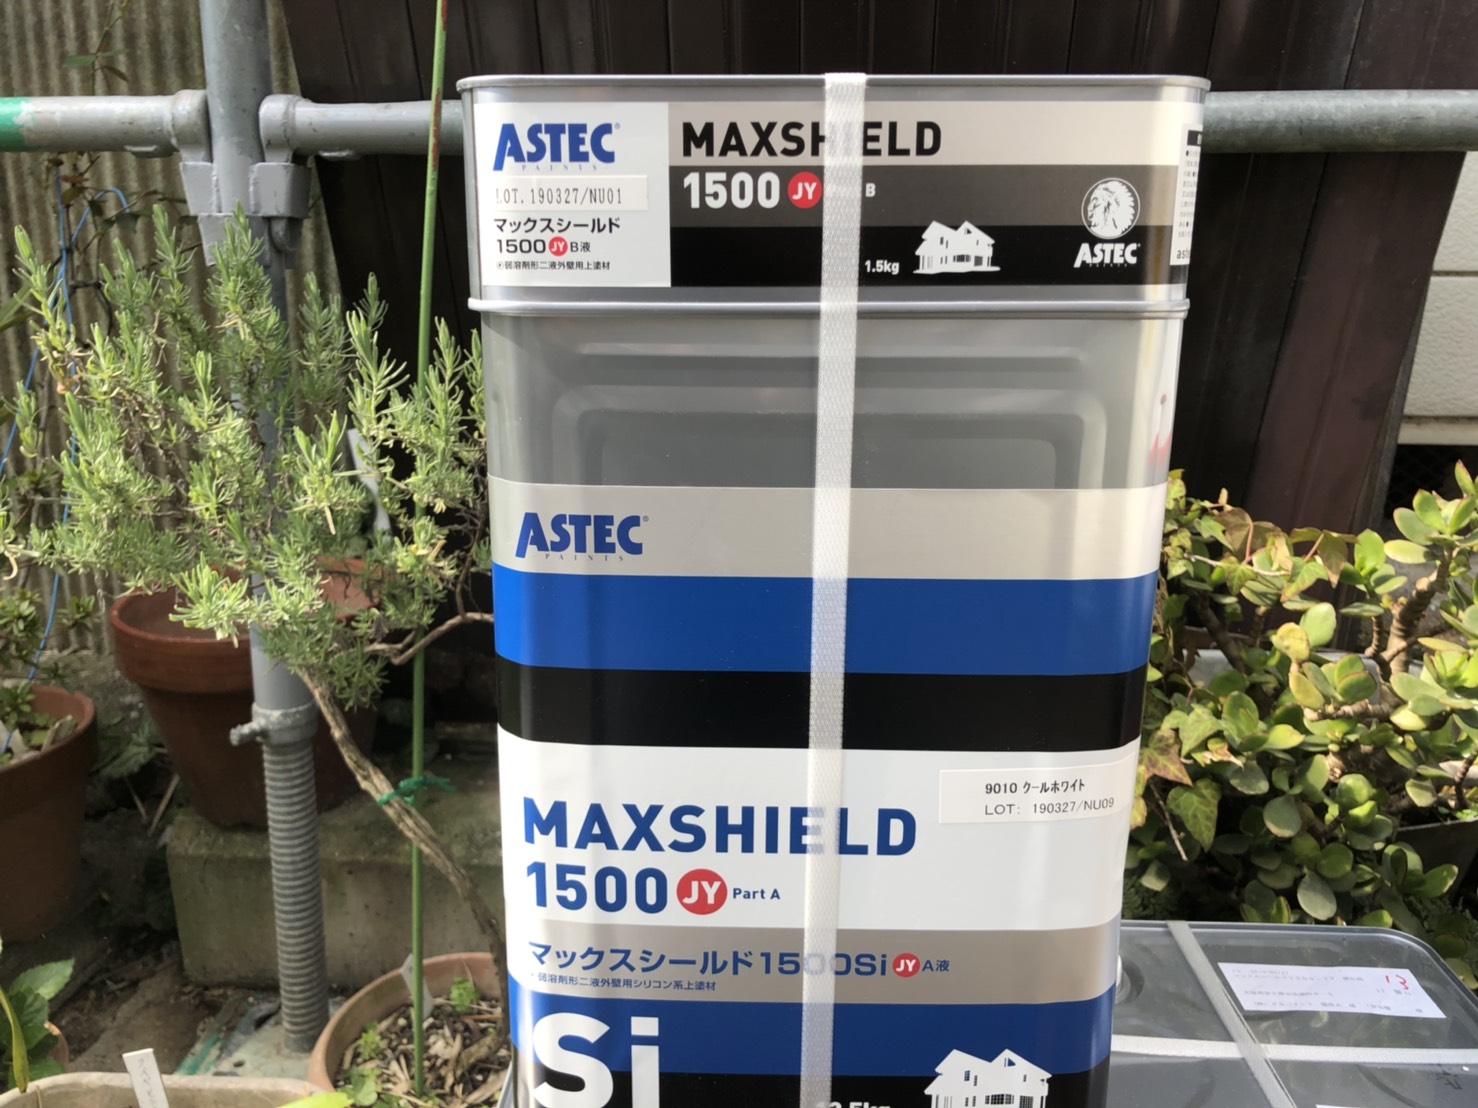 ASTEC
PAINTS
LOT. 190327/NU01
マックスシールド
1500 JY B液
弱溶剤形二液外壁用上塗材
MAXSHIELD
1500 JY Part B
1.5kg
ASTEC
ASTEC
PAINTS
9010 クールホワイト
LOT: 190327/NU09
MAXSHIELD
1500 JY Part A
マックスシールド1500Si JY A液
弱溶剤形二液外壁用シリコン系上塗材
Si
13